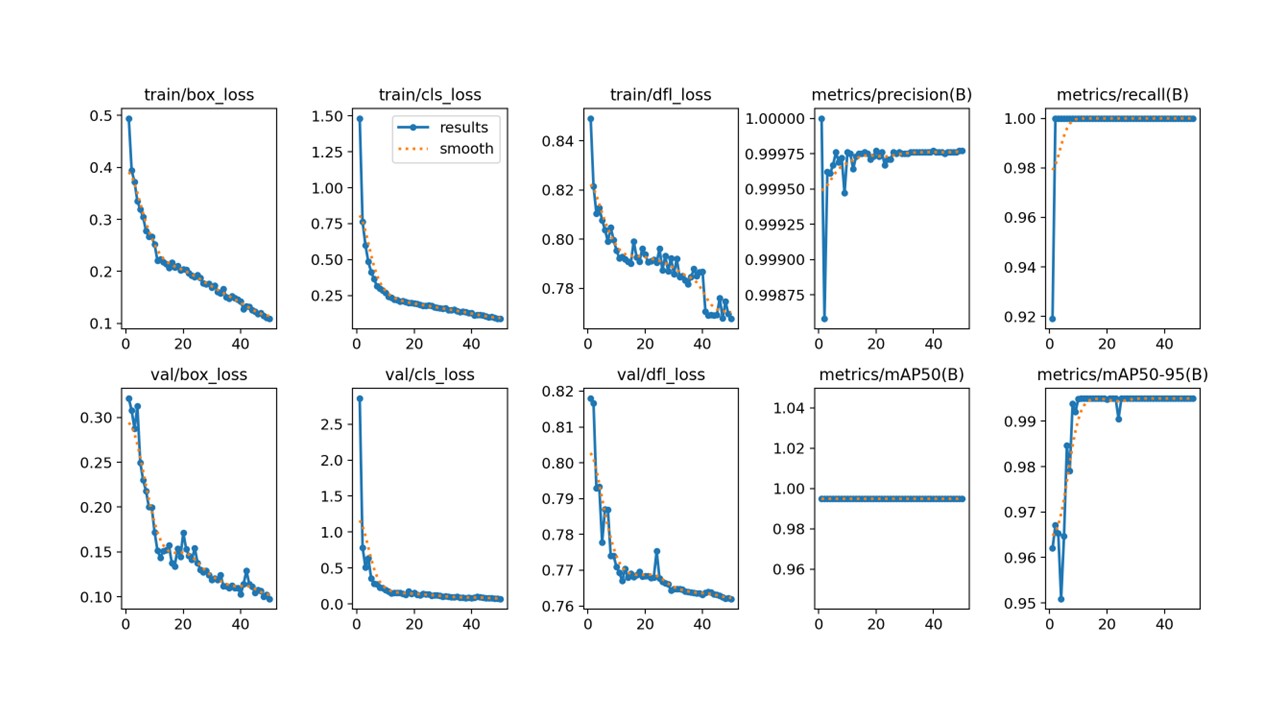 train/box_loss
0.5
0.4
0.3
0.2
0.1
0 20 40
train/cls_loss
results
smooth
1.50
1.25
1.00
0.75
0.50
0.25
0 20 40
train/dfl_loss
0.84
0.82
0.80
0.78
0 20 40
metrics/precision(B)
1.00000
0.99975
0.99950
0.99925
0.99900
0.99875
0 20 40
metrics/recall(B)
1.00
0.98
0.96
0.94
0.92
0 20 40
val/box_loss
0.30
0.25
0.20
0.15
0.10
0 20 40
val/cls_loss
2.5
2.0
1.5
1.0
0.5
0.0
0 20 40
val/dfl_loss
0.82
0.81
0.80
0.79
0.78
0.77
0.76
0 20 40
metrics/mAP50(B)
1.04
1.02
1.00
0.98
0.96
0 20 40
metrics/mAP50-95(B)
0.99
0.98
0.97
0.96
0.95
0 20 40